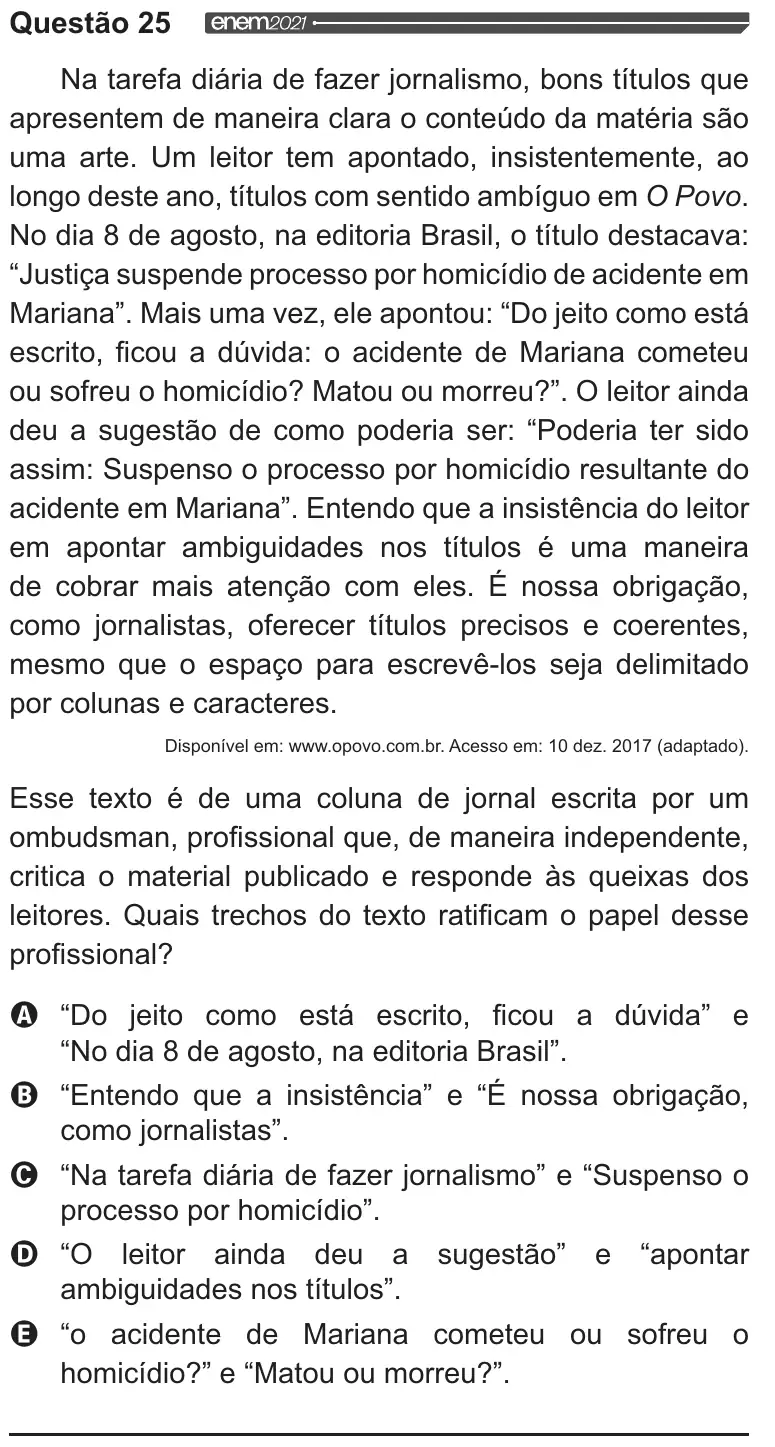 Questão 25 enem2021
Na tarefa diária de fazer jornalismo, bons títulos que
apresentem de maneira clara o conteúdo da matéria são
uma arte. Um leitor tem apontado, insistentemente, ao
longo deste ano, títulos com sentido ambíguo em O Povo.
No dia 8 de agosto, na editoria Brasil, o título destacava:
“Justiça suspende processo por homicídio de acidente em
Mariana”. Mais uma vez, ele apontou: “Do jeito como está
escrito, ficou a dúvida: o acidente de Mariana cometeu
ou sofreu o homicídio? Matou ou morreu?”. O leitor ainda
deu a sugestão de como poderia ser: “Poderia ter sido
assim: Suspenso o processo por homicídio resultante do
acidente em Mariana”. Entendo que a insistência do leitor
em apontar ambiguidades nos títulos é uma maneira
de cobrar mais atenção com eles. É nossa obrigação,
como jornalistas, oferecer títulos precisos e coerentes,
mesmo que o espaço para escrevê-los seja delimitado
por colunas e caracteres.
Disponível em: www.opovo.com.br. Acesso em: 10 dez. 2017 (adaptado).
Esse texto é de uma coluna de jornal escrita por um
ombudsman, profissional que, de maneira independente,
critica o material publicado e responde às queixas dos
leitores. Quais trechos do texto ratificam o papel desse
profissional?
A “Do jeito como está escrito, ficou a dúvida” e
“No dia 8 de agosto, na editoria Brasil”.
B “Entendo que a insistência” e “É nossa obrigação,
como jornalistas”.
C “Na tarefa diária de fazer jornalismo” e “Suspenso o
processo por homicídio”.
D “O leitor ainda deu a sugestão” e “apontar
ambiguidades nos títulos”.
E “o acidente de Mariana cometeu ou sofreu o
homicídio?” e “Matou ou morreu?”.